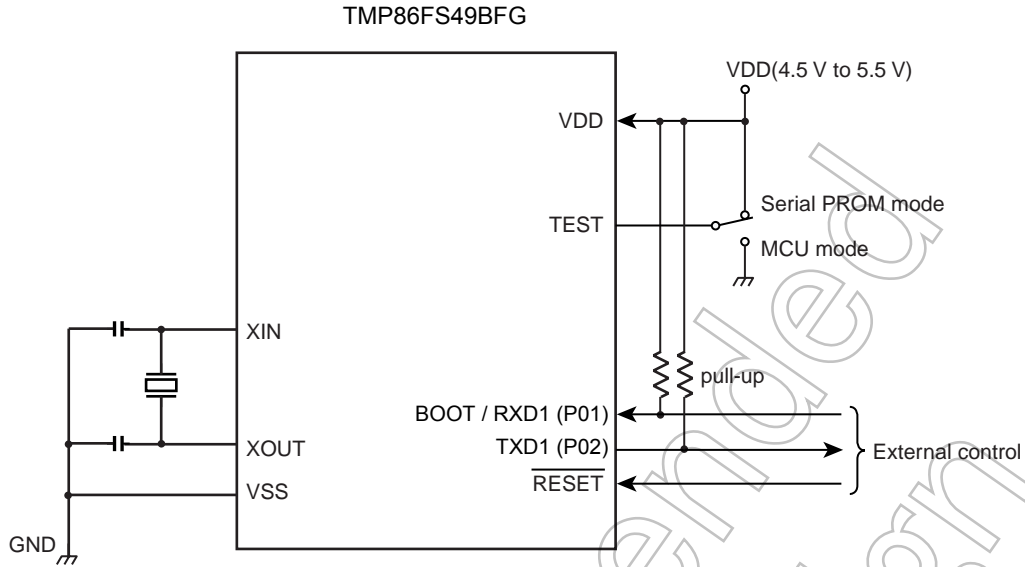 TMP86FS49BFG
VDD(4.5 V to 5.5 V)
VDD
Serial PROM mode
TEST
MCU mode
XIN
pull-up
BOOT / RXD1 (P01)
TXD1 (P02)
External control
XOUT
RESET
VSS
GND